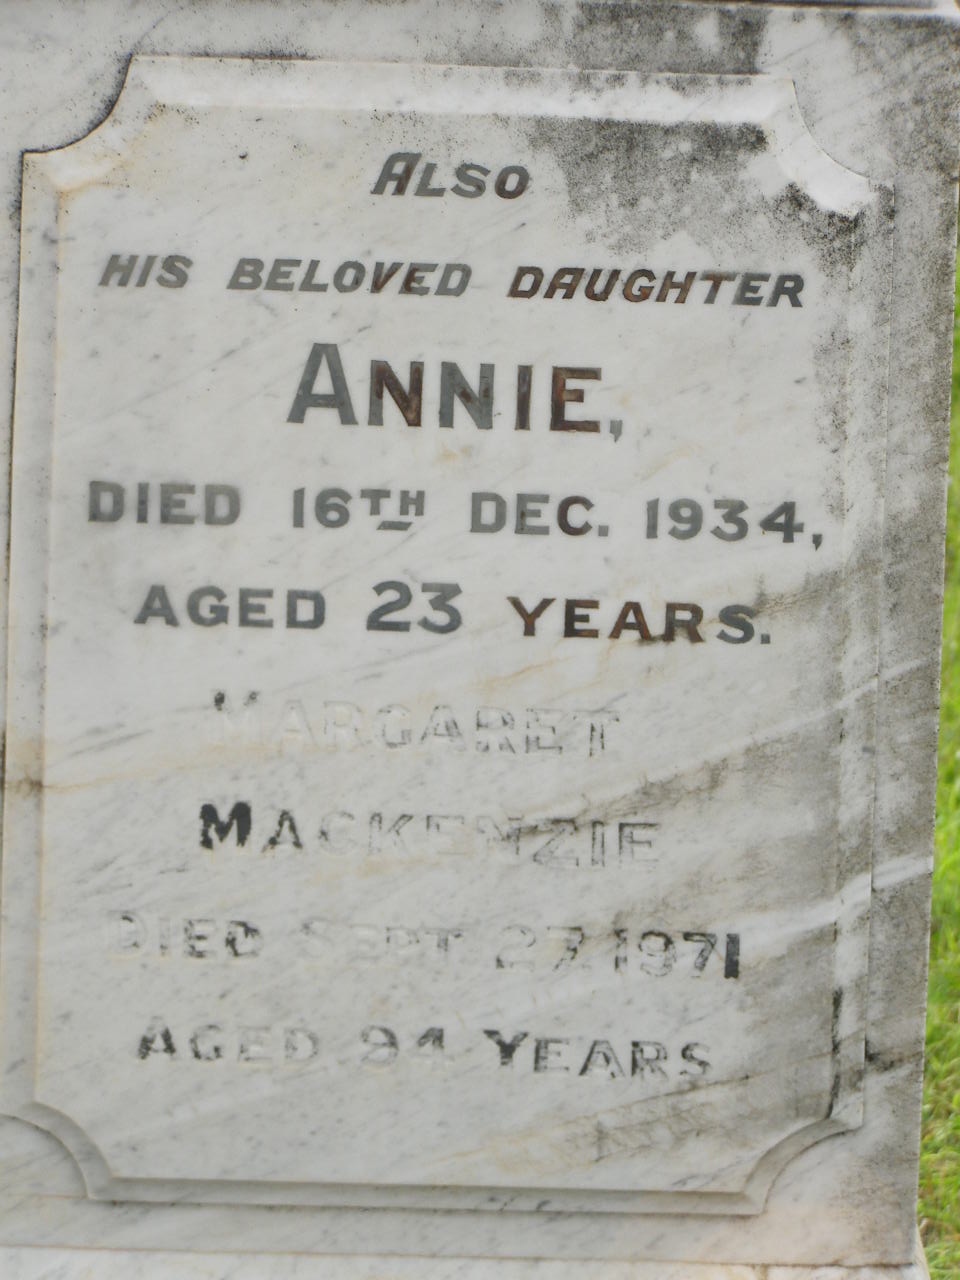 ALSO
HIS BELOVED DAUGHTER
ANNIE,
DIED 16TH DEC. 1934,
AGED 23 YEARS.
MARGARET
MACKENZIE
DIED SEPT 27.1971
AGED 94 YEARS